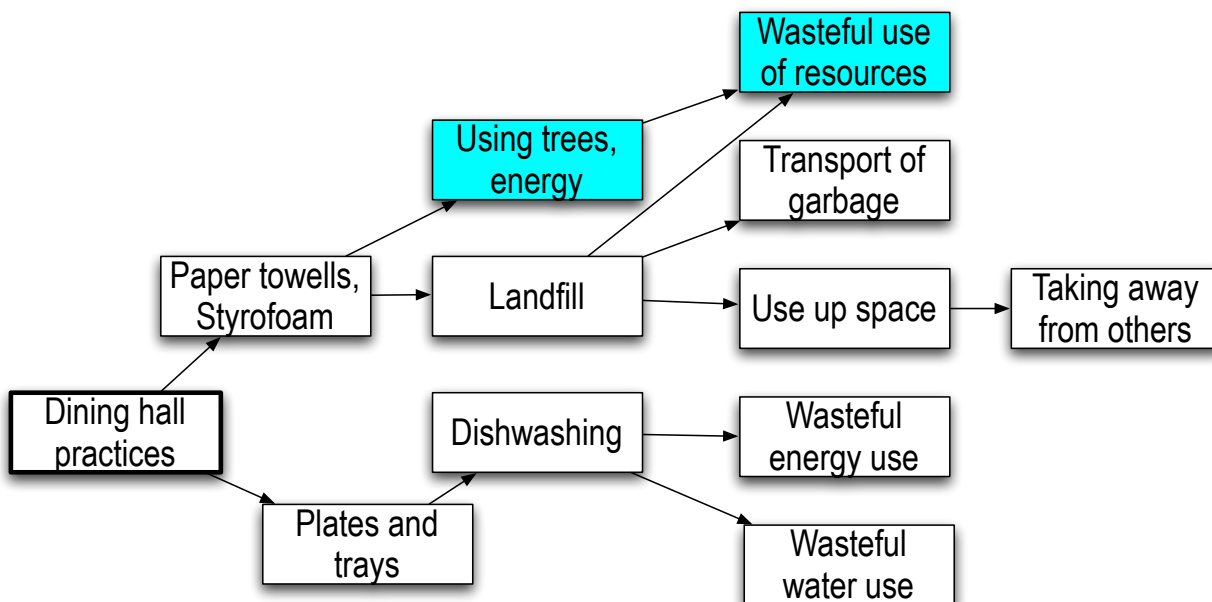 Wasteful use
of resources
Using trees,
energy
Transport of
garbage
Paper towells,
Styrofoam
Landfill
Use up space
Taking away
from others
Dining hall
practices
Dishwashing
Wasteful
energy use
Plates and
trays
Wasteful
water use